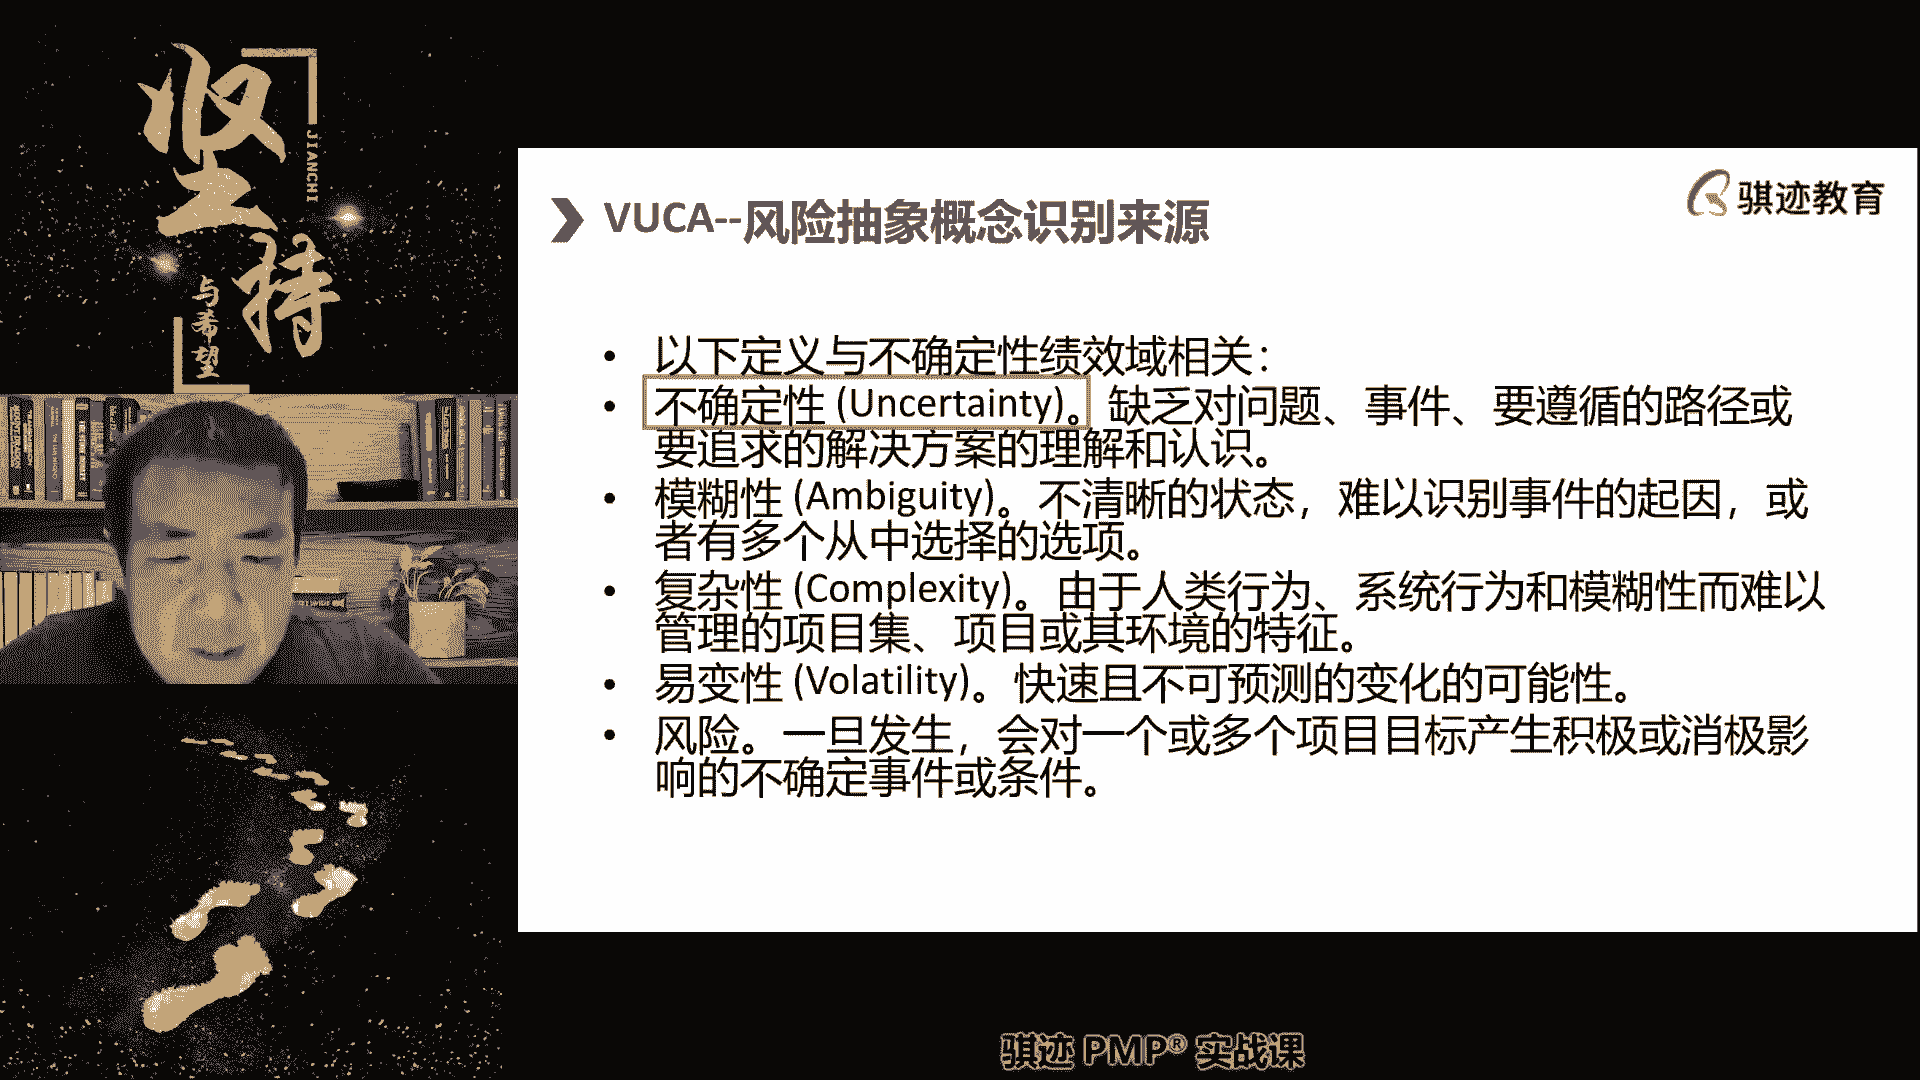 坚持
JIANCHI
与希望
骐迹教育
VUCA--风险抽象概念识别来源
• 以下定义与不确定性绩效域相关：
• 不确定性 (Uncertainty)。缺乏对问题、事件、要遵循的路径或
要追求的解决方案的理解和认识。
• 模糊性 (Ambiguity)。不清晰的状态，难以识别事件的起因，或
者有多个从中选择的选项。
• 复杂性 (Complexity)。由于人类行为、系统行为和模糊性而难以
管理的项目集、项目或其环境的特征。
• 易变性 (Volatility)。快速且不可预测的变化的可能性。
• 风险。一旦发生，会对一个或多个项目目标产生积极或消极影
响的不确定事件或条件。
骐迹 PMP® 实战课